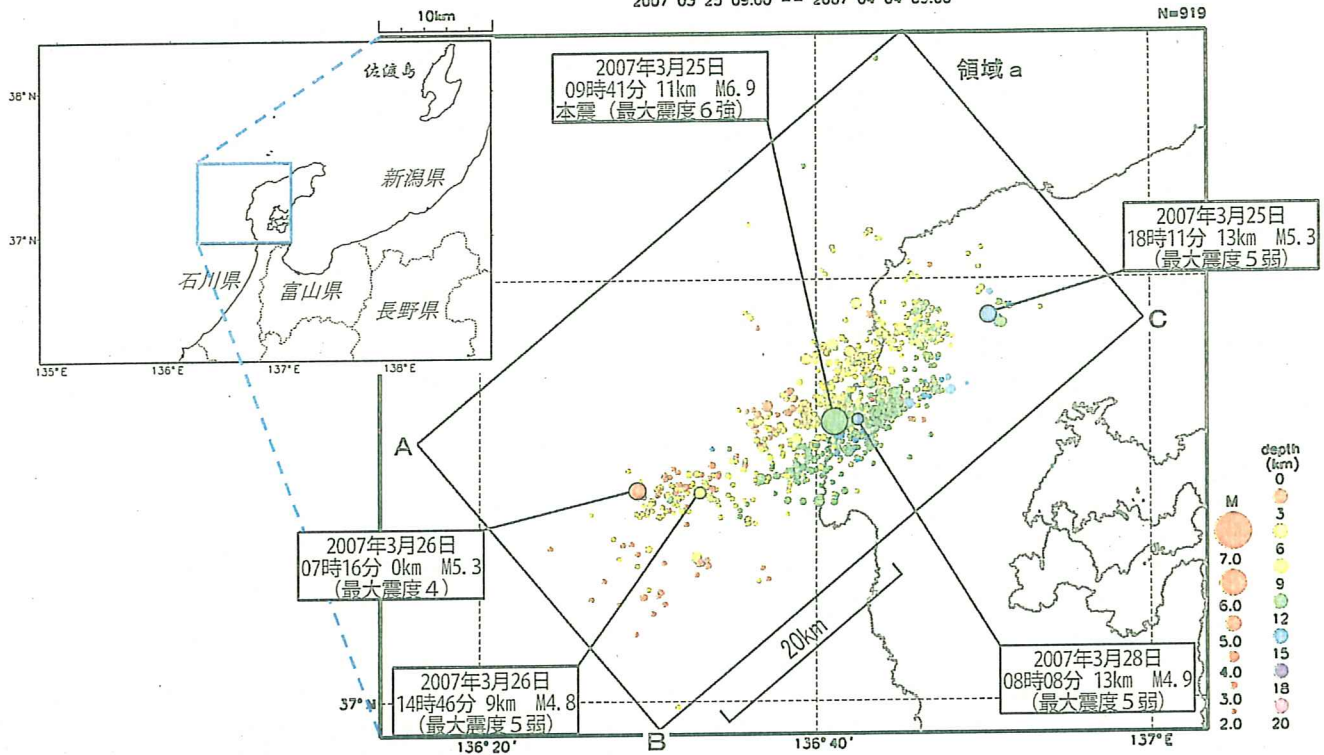 2007 03 25 09:00 -- 2007 04 04 09:00
N=919
10km
38°N
37°N
135°E
136°E
137°E
138°E
佐渡島
新潟県
石川県
富山県
長野県
2007年3月25日
09時41分 11km M6.9
本震（最大震度６強）
領域ａ
2007年3月25日
18時11分 13km M5.3
（最大震度５弱）
A
C
2007年3月26日
07時16分 0km M5.3
（最大震度４）
2007年3月26日
14時46分 9km M4.8
（最大震度５弱）
20km
2007年3月28日
08時08分 13km M4.9
（最大震度５弱）
37°N
B
136°20'
136°40'
137°E
M
7.0
6.0
5.0
4.0
3.0
2.0
depth
(km)
0
3
6
9
12
15
18
20